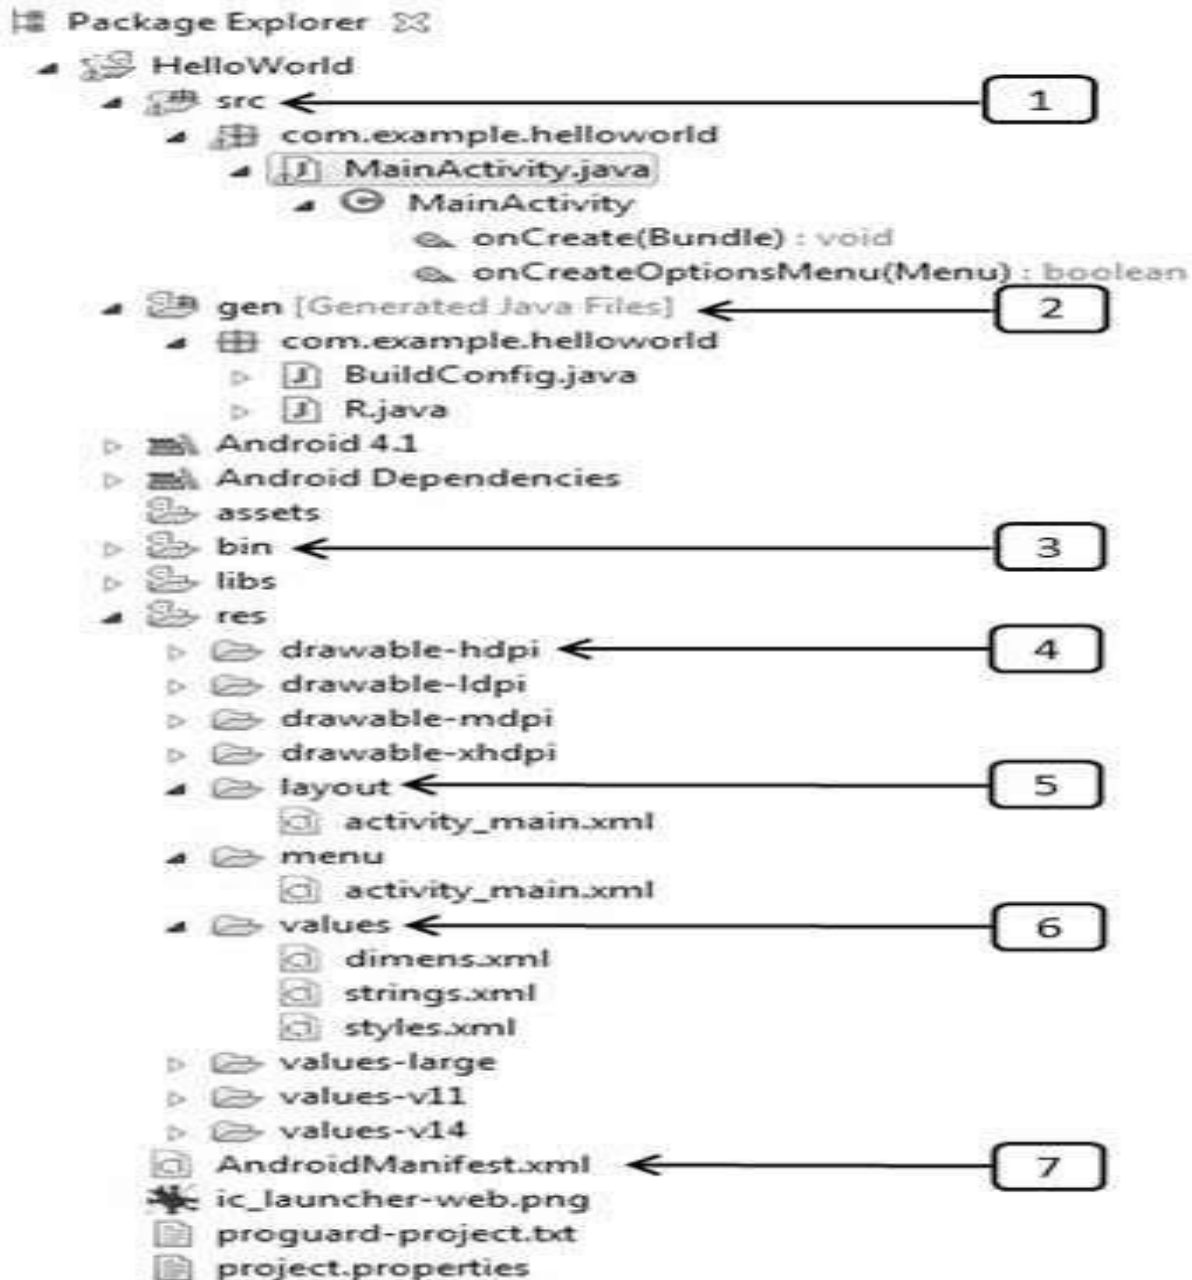 Package Explorer
HelloWorld
src 1
com.example.helloworld
MainActivity.java
MainActivity
onCreate(Bundle) : void
onCreateOptionsMenu(Menu) : boolean
gen [Generated Java Files] 2
com.example.helloworld
BuildConfig.java
R.java
Android 4.1
Android Dependencies
assets
bin 3
libs
res
drawable-hdpi 4
drawable-ldpi
drawable-mdpi
drawable-xhdpi
layout 5
activity_main.xml
menu
activity_main.xml
values 6
dimens.xml
strings.xml
styles.xml
values-large
values-v11
values-v14
AndroidManifest.xml 7
ic_launcher-web.png
proguard-project.txt
project.properties